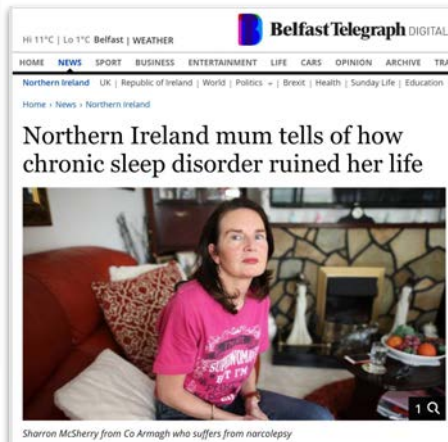 Hi 11°C | Lo 1°C Belfast | WEATHER
Belfast Telegraph DIGITAL
HOME NEWS SPORT BUSINESS ENTERTAINMENT LIFE CARS OPINION ARCHIVE TRA
Northern Ireland UK | Republic of Ireland | World | Politics | Brexit | Health | Sunday Life | Education
Home › News › Northern Ireland
Northern Ireland mum tells of how
chronic sleep disorder ruined her life
SUPERWOMAN
BUT I'M
1
Sharron McSherry from Co Armagh who suffers from narcolepsy